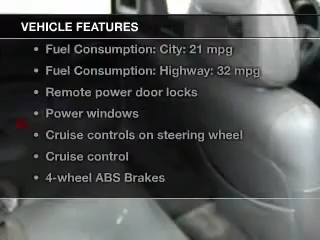 VEHICLE FEATURES
• Fuel Consumption: City: 21 mpg
• Fuel Consumption: Highway: 32 mpg
• Remote power door locks
• Power windows
• Cruise controls on steering wheel
• Cruise control
• 4-wheel ABS Brakes